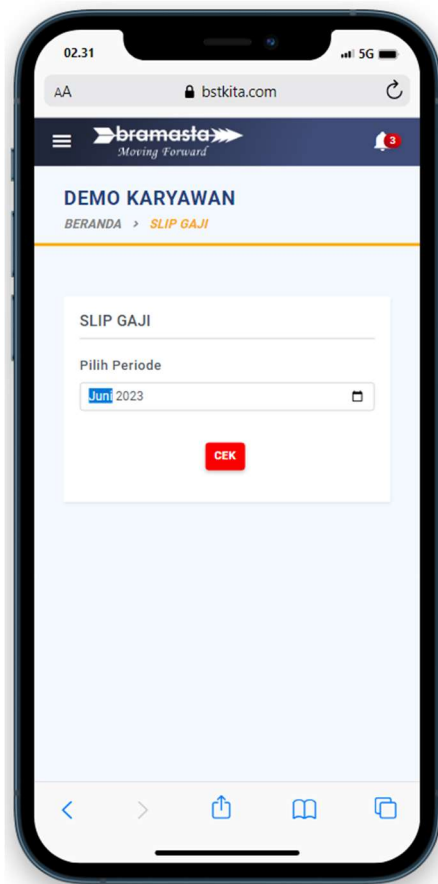 02.31
5G
AA
bstkita.com
bramasta
Moving Forward
3
DEMO KARYAWAN
BERANDA > SLIP GAJI
SLIP GAJI
Pilih Periode
Juni 2023
CEK